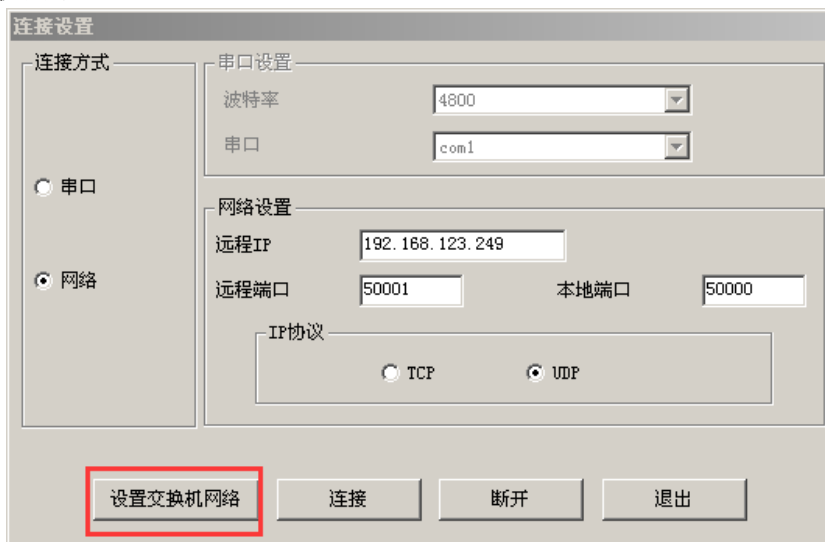 连接设置
连接方式
串口
网络
串口设置
波特率 4800
串口 com1
网络设置
远程IP 192.168.123.249
远程端口 50001 本地端口 50000
IP协议
TCP UDP
设置交换机网络 连接 断开 退出